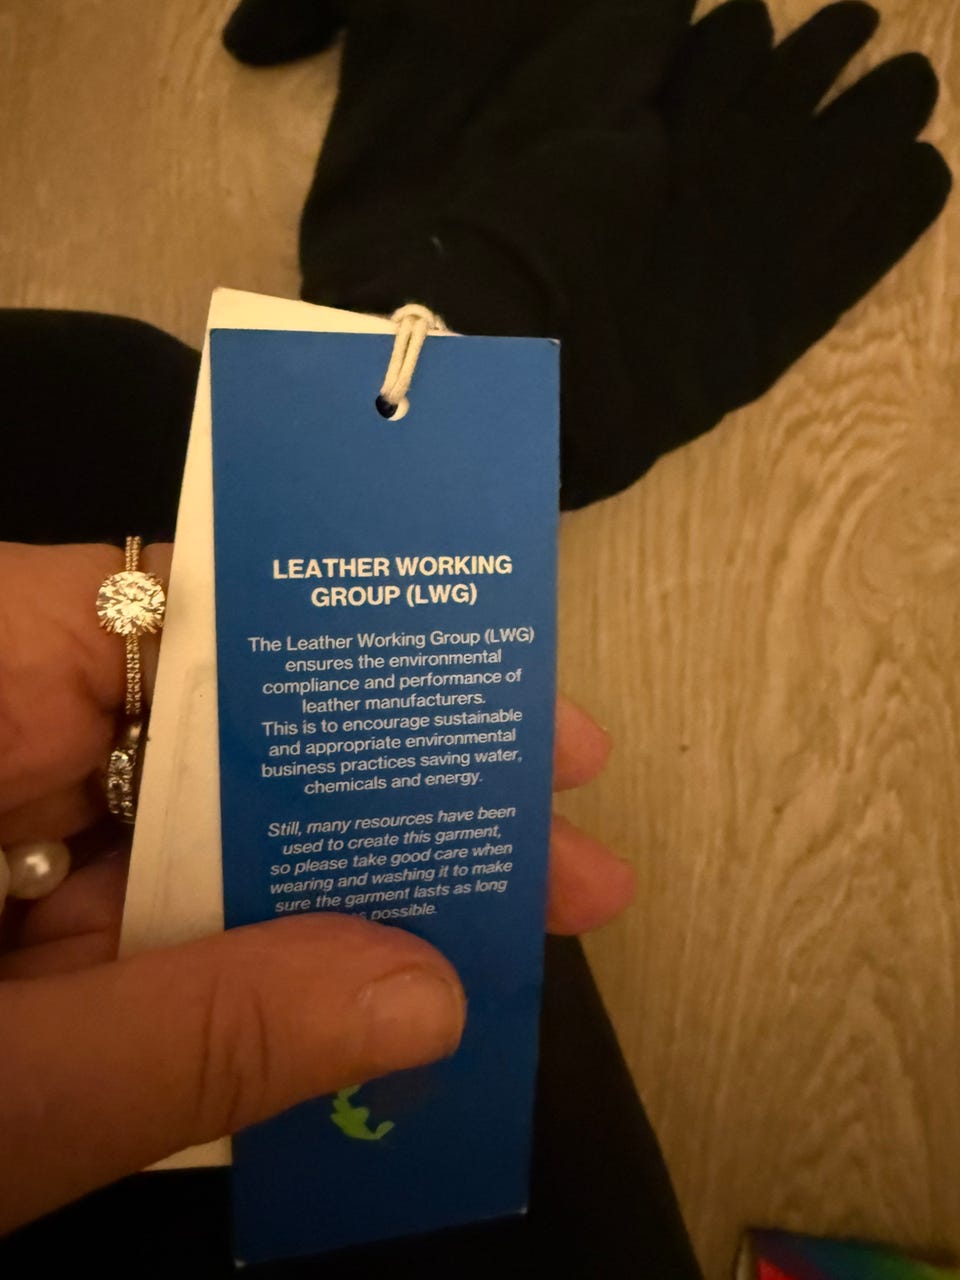 LEATHER WORKING
GROUP (LWG)
The Leather Working Group (LWG)
ensures the environmental
compliance and performance of
leather manufacturers.
This is to encourage sustainable
and appropriate environmental
business practices saving water,
chemicals and energy.
Still, many resources have been
used to create this garment,
so please take good care when
wearing and washing it to make
sure the garment lasts as long
possible.